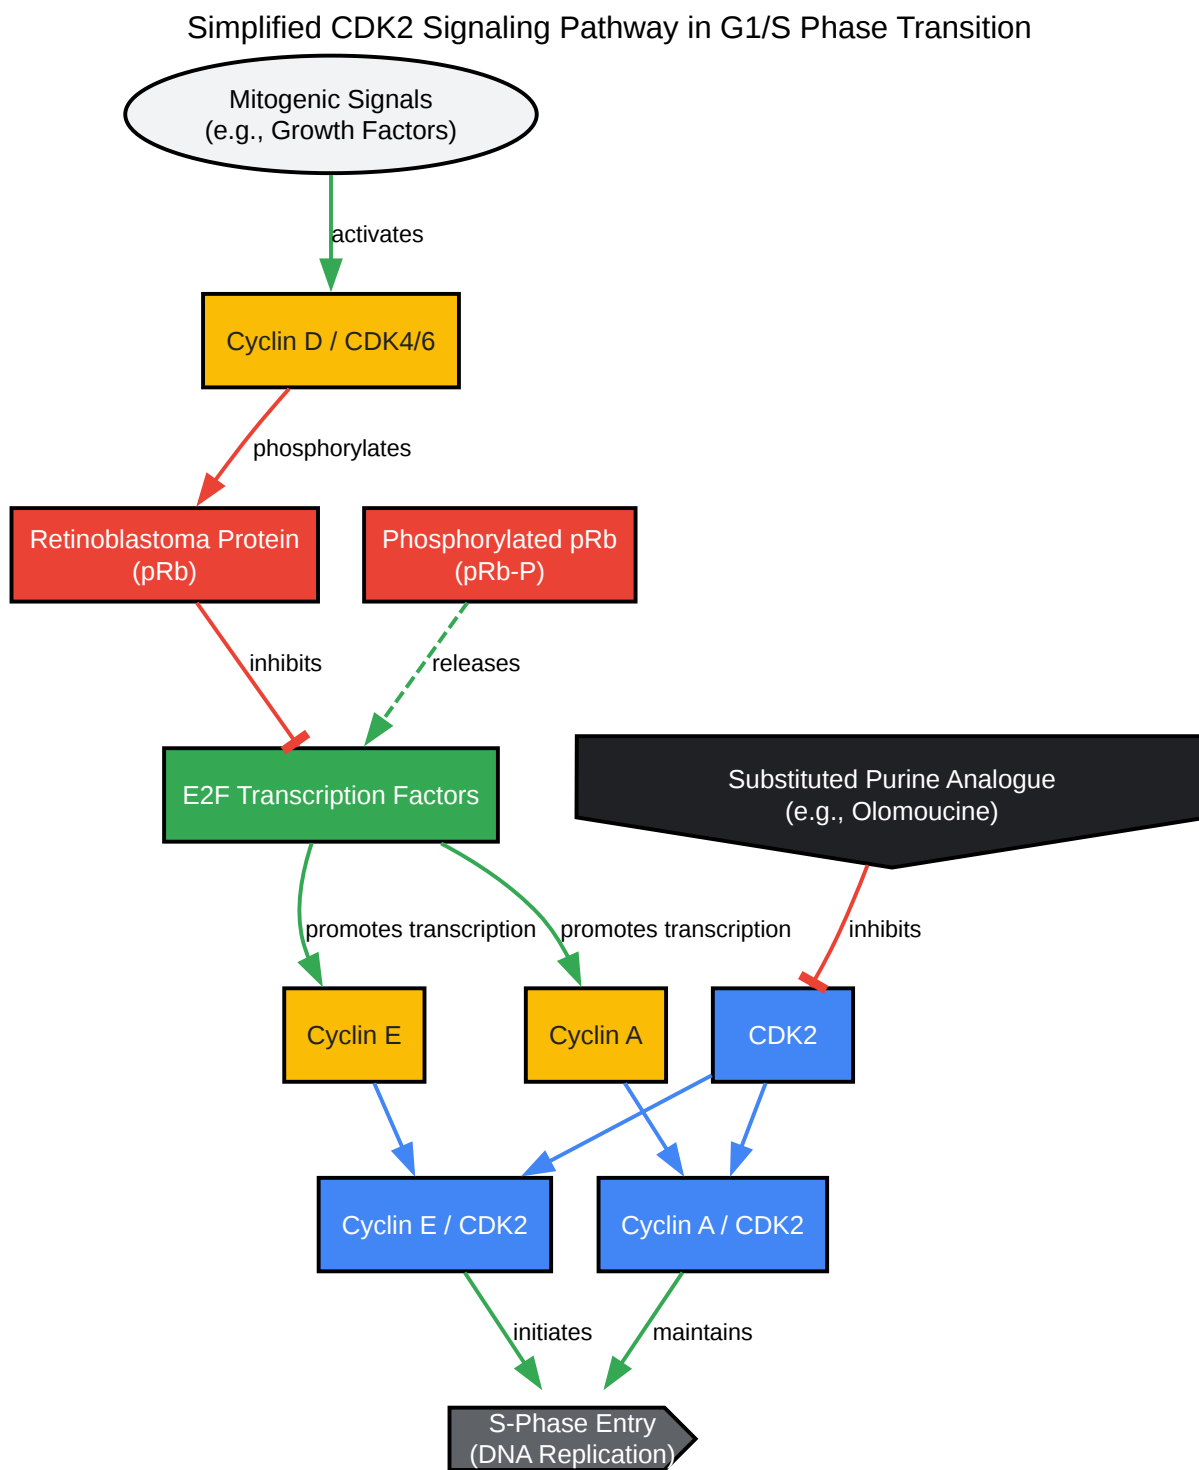 Simplified CDK2 Signaling Pathway in G1/S Phase Transition
Mitogenic Signals
(e.g., Growth Factors)
activates
Cyclin D / CDK4/6
phosphorylates
Retinoblastoma Protein
(pRb)
Phosphorylated pRb
(pRb-P)
inhibits
releases
E2F Transcription Factors
Substituted Purine Analogue
(e.g., Olomoucine)
promotes transcription
promotes transcription
inhibits
Cyclin E
Cyclin A
CDK2
Cyclin E / CDK2
Cyclin A / CDK2
initiates
maintains
S-Phase Entry
(DNA Replication)